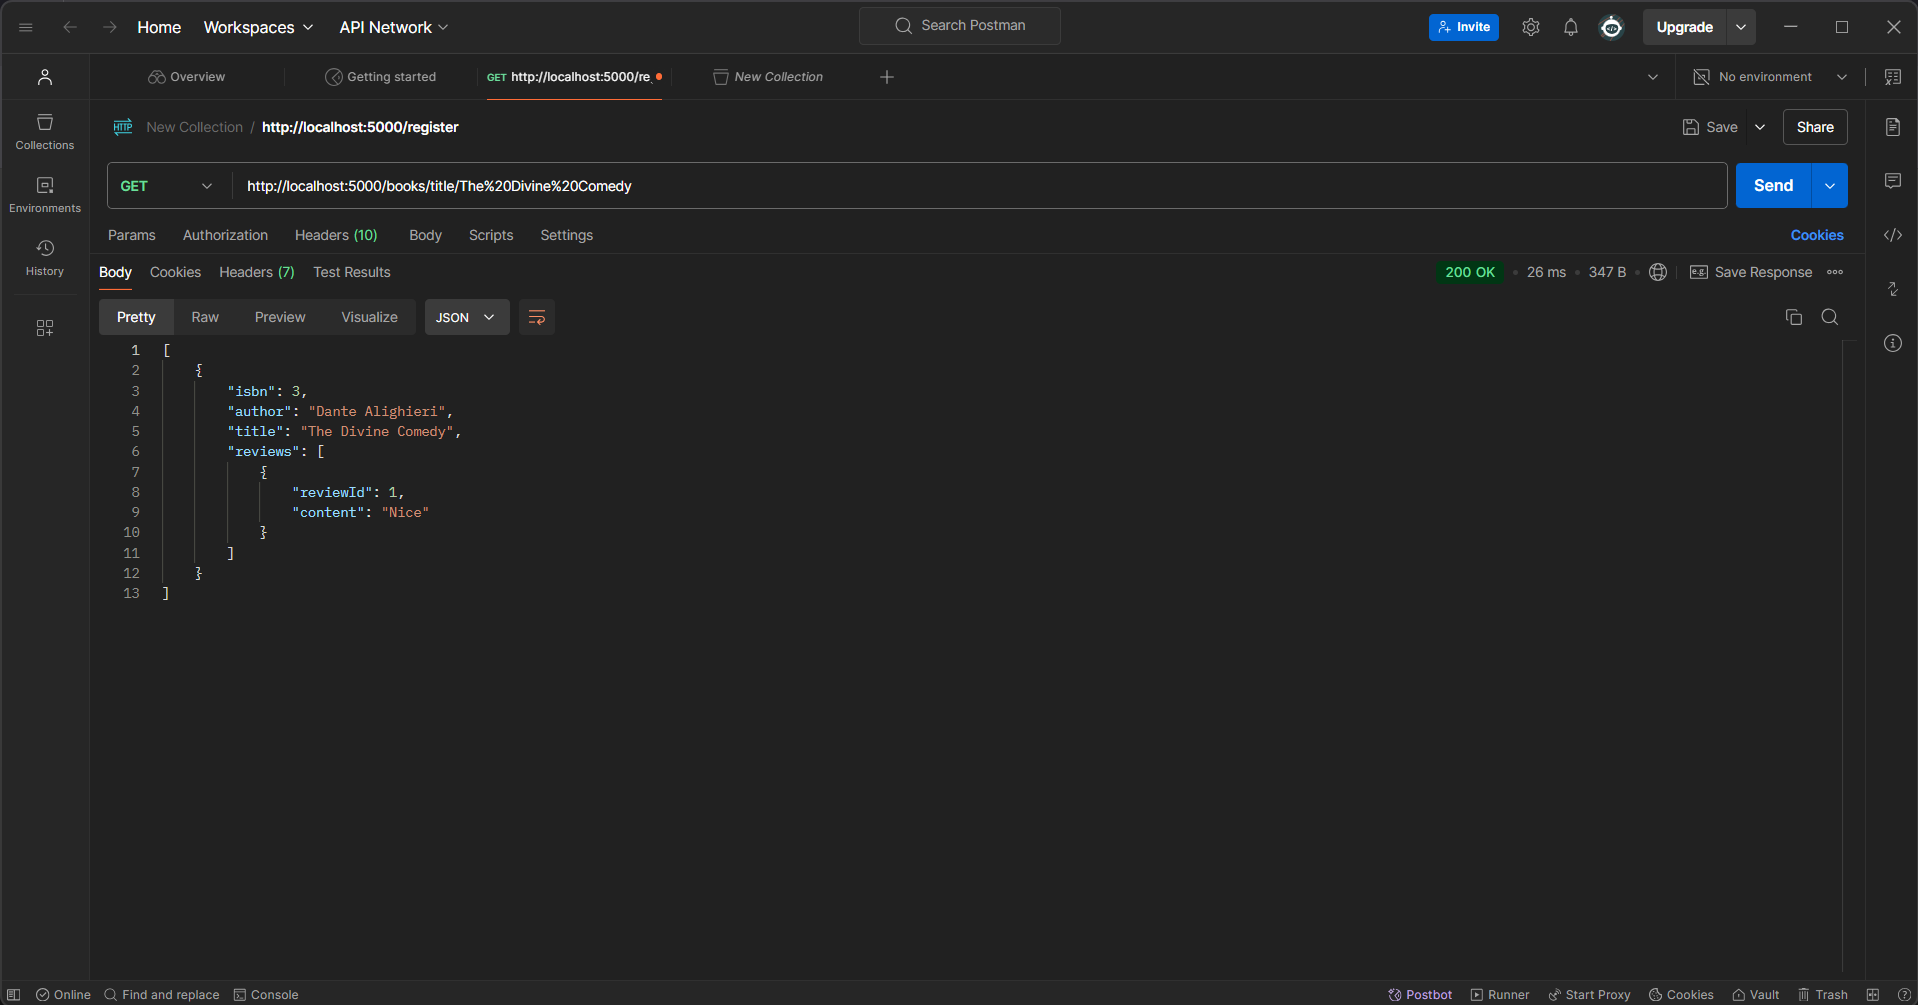 Home Workspaces API Network Search Postman Invite Upgrade
Overview Getting started GET http://localhost:5000/re New Collection No environment
HTTP New Collection / http://localhost:5000/register Save Share
Collections
Environments
History
GET http://localhost:5000/books/title/The%20Divine%20Comedy Send
Params Authorization Headers (10) Body Scripts Settings Cookies
Body Cookies Headers (7) Test Results 200 OK • 26 ms • 347 B • e.g. Save Response
Pretty Raw Preview Visualize JSON
1 [
2 {
3 "isbn": 3,
4 "author": "Dante Alighieri",
5 "title": "The Divine Comedy",
6 "reviews": [
7 {
8 "reviewId": 1,
9 "content": "Nice"
10 }
11 ]
12 }
13 ]
Online Find and replace Console Postbot Runner Start Proxy Cookies Vault Trash